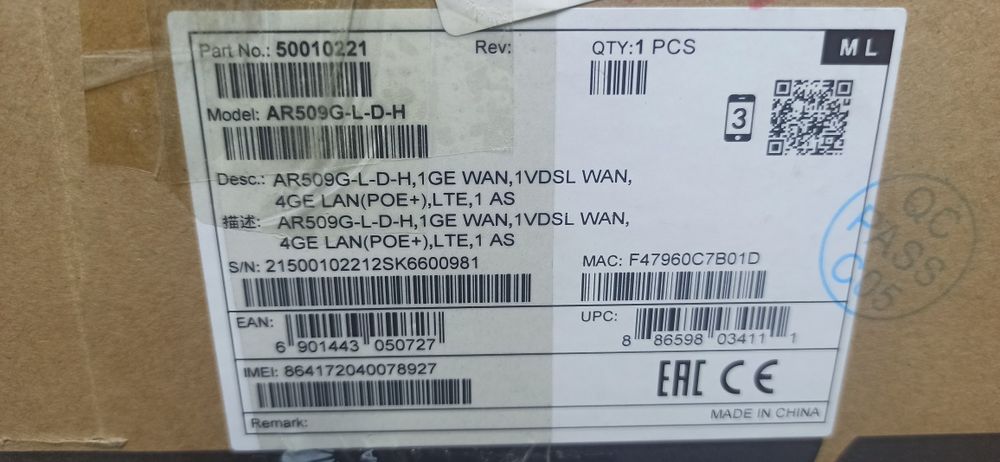 Part No.: 50010221 Rev: QTY:1 PCS ML
Model: AR509G-L-D-H
3
Desc.: AR509G-L-D-H,1GE WAN,1VDSL WAN,
4GE LAN(POE+),LTE,1 AS
描述: AR509G-L-D-H,1GE WAN,1VDSL WAN,
4GE LAN(POE+),LTE,1 AS
S/N: 21500102212SK6600981 MAC: F47960C7B01D
EAN: 6 901443 050727 UPC: 8 86598 03411 1
IMEI: 864172040078927
EAC CE
Remark: MADE IN CHINA
QC
PASS
C05